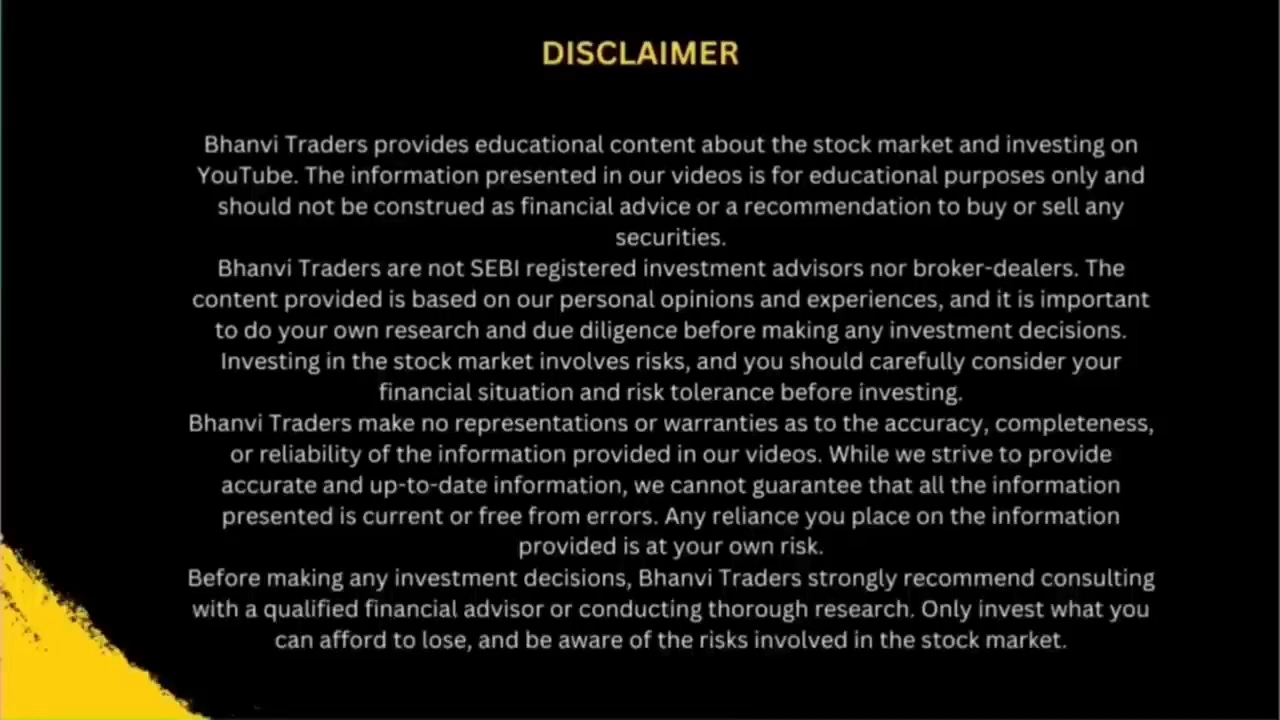 DISCLAIMER
Bhanvi Traders provides educational content about the stock market and investing on
YouTube. The information presented in our videos is for educational purposes only and
should not be construed as financial advice or a recommendation to buy or sell any
securities.
Bhanvi Traders are not SEBI registered investment advisors nor broker-dealers. The
content provided is based on our personal opinions and experiences, and it is important
to do your own research and due diligence before making any investment decisions.
Investing in the stock market involves risks, and you should carefully consider your
financial situation and risk tolerance before investing.
Bhanvi Traders make no representations or warranties as to the accuracy, completeness,
or reliability of the information provided in our videos. While we strive to provide
accurate and up-to-date information, we cannot guarantee that all the information
presented is current or free from errors. Any reliance you place on the information
provided is at your own risk.
Before making any investment decisions, Bhanvi Traders strongly recommend consulting
with a qualified financial advisor or conducting thorough research. Only invest what you
can afford to lose, and be aware of the risks involved in the stock market.